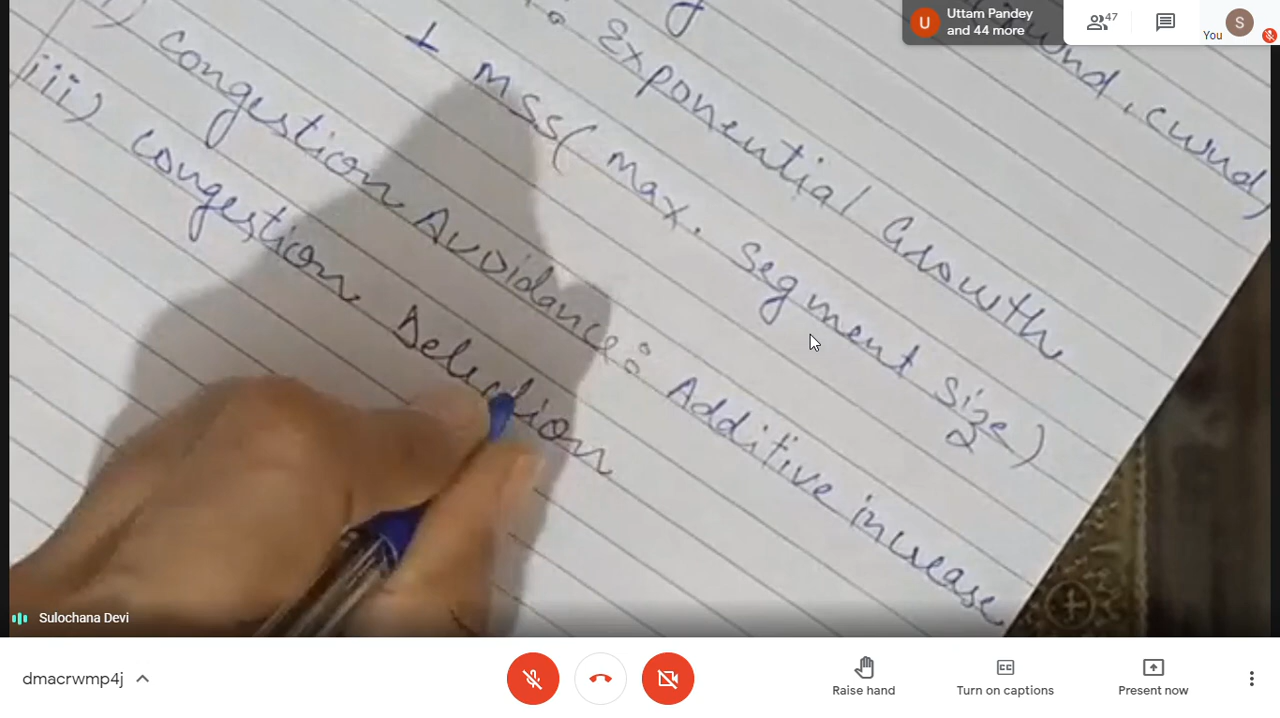 Uttam Pandey
and 44 more
47
You
S
U
wnd, cwnd,
: Exponential Growth
1 MSS( max. segment size)
i) congestion Avoidance : Additive increase
iii) congestion Detection
Sulochana Devi
dmacrwmp4j
Raise hand
Turn on captions
Present now